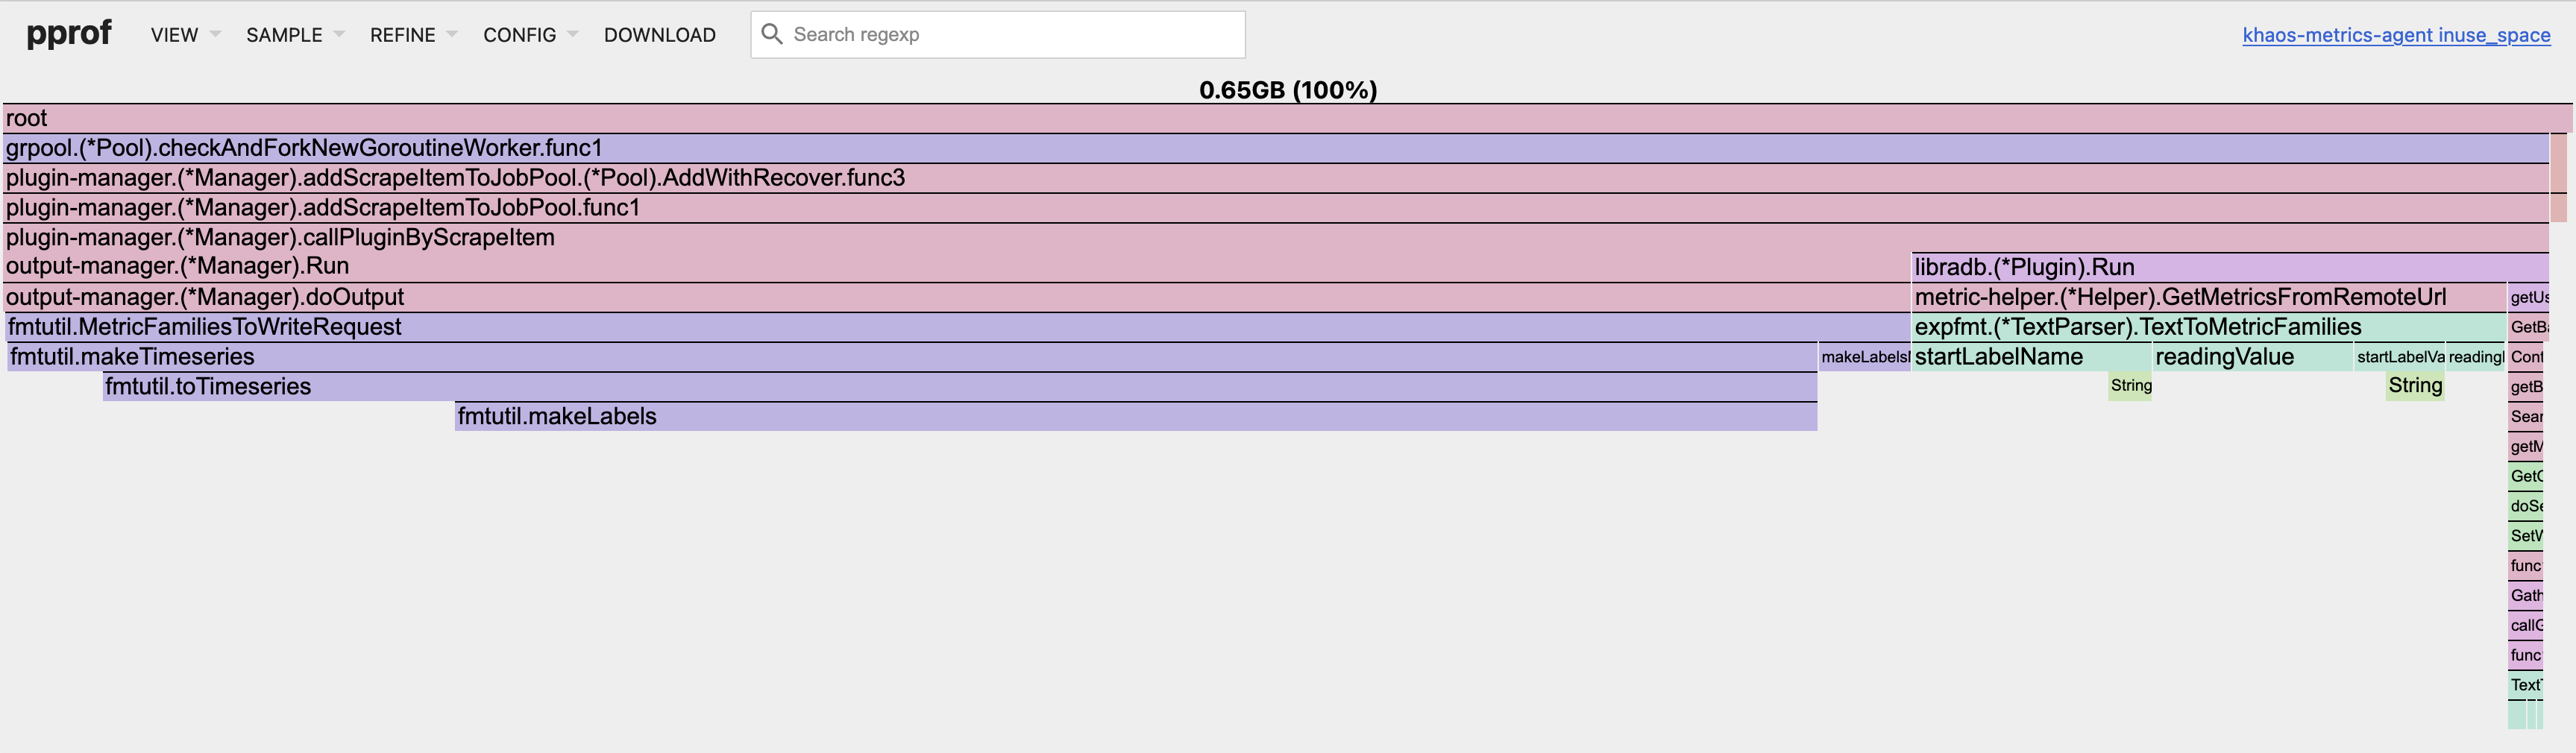 pprof VIEW SAMPLE REFINE CONFIG DOWNLOAD Search regexp khaos-metrics-agent inuse_space
0.65GB (100%)
root
grpool.(*Pool).checkAndForkNewGoroutineWorker.func1
plugin-manager.(*Manager).addScrapeItemToJobPool.(*Pool).AddWithRecover.func3
plugin-manager.(*Manager).addScrapeItemToJobPool.func1
plugin-manager.(*Manager).callPluginByScrapeItem
output-manager.(*Manager).Run libradb.(*Plugin).Run
output-manager.(*Manager).doOutput metric-helper.(*Helper).GetMetricsFromRemoteUrl getUs
fmtutil.MetricFamiliesToWriteRequest expfmt.(*TextParser).TextToMetricFamilies GetBa
fmtutil.makeTimeseries makeLabels startLabelName readingValue startLabelVa reading Cont
fmtutil.toTimeseries String String getB
fmtutil.makeLabels Sear
getM
GetC
doSe
SetW
func
Gath
callG
func
Text